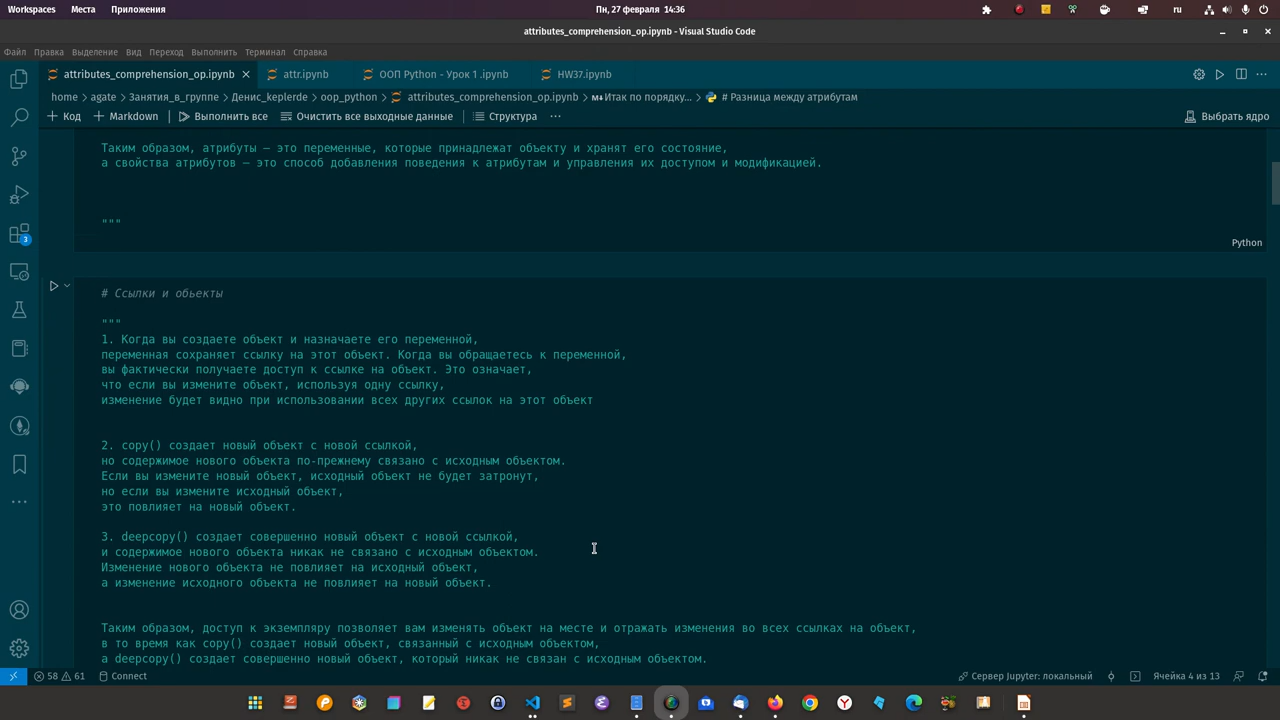 Workspaces Места Приложения Пн, 27 февраля 14:36 ru
attributes_comprehension_op.ipynb - Visual Studio Code
Файл Правка Выделение Вид Переход Выполнить Терминал Справка
attributes_comprehension_op.ipynb attr.ipynb ООП Python - Урок 1 .ipynb HW37.ipynb
home > agate > Занятия_в_группе > Денис_keplerde > oop_python > attributes_comprehension_op.ipynb > Итак по порядку... > # Разница между атрибутам
+ Код + Markdown Выполнить все Очистить все выходные данные Структура ... Выбрать ядро
Таким образом, атрибуты – это переменные, которые принадлежат объекту и хранят его состояние,
а свойства атрибутов – это способ добавления поведения к атрибутам и управления их доступом и модификацией.
"""
Python
# Ссылки и обьекты
"""
1. Когда вы создаете объект и назначаете его переменной,
переменная сохраняет ссылку на этот объект. Когда вы обращаетесь к переменной,
вы фактически получаете доступ к ссылке на объект. Это означает,
что если вы измените объект, используя одну ссылку,
изменение будет видно при использовании всех других ссылок на этот объект
2. copy() создает новый объект с новой ссылкой,
но содержимое нового объекта по-прежнему связано с исходным объектом.
Если вы измените новый объект, исходный объект не будет затронут,
но если вы измените исходный объект,
это повлияет на новый объект.
3. deepcopy() создает совершенно новый объект с новой ссылкой,
и содержимое нового объекта никак не связано с исходным объектом.
Изменение нового объекта не повлияет на исходный объект,
а изменение исходного объекта не повлияет на новый объект.
Таким образом, доступ к экземпляру позволяет вам изменять объект на месте и отражать изменения во всех ссылках на объект,
в то время как copy() создает новый объект, связанный с исходным объектом,
а deepcopy() создает совершенно новый объект, который никак не связан с исходным объектом.
3
58 61 Connect Сервер Jupyter: локальный Ячейка 4 из 13